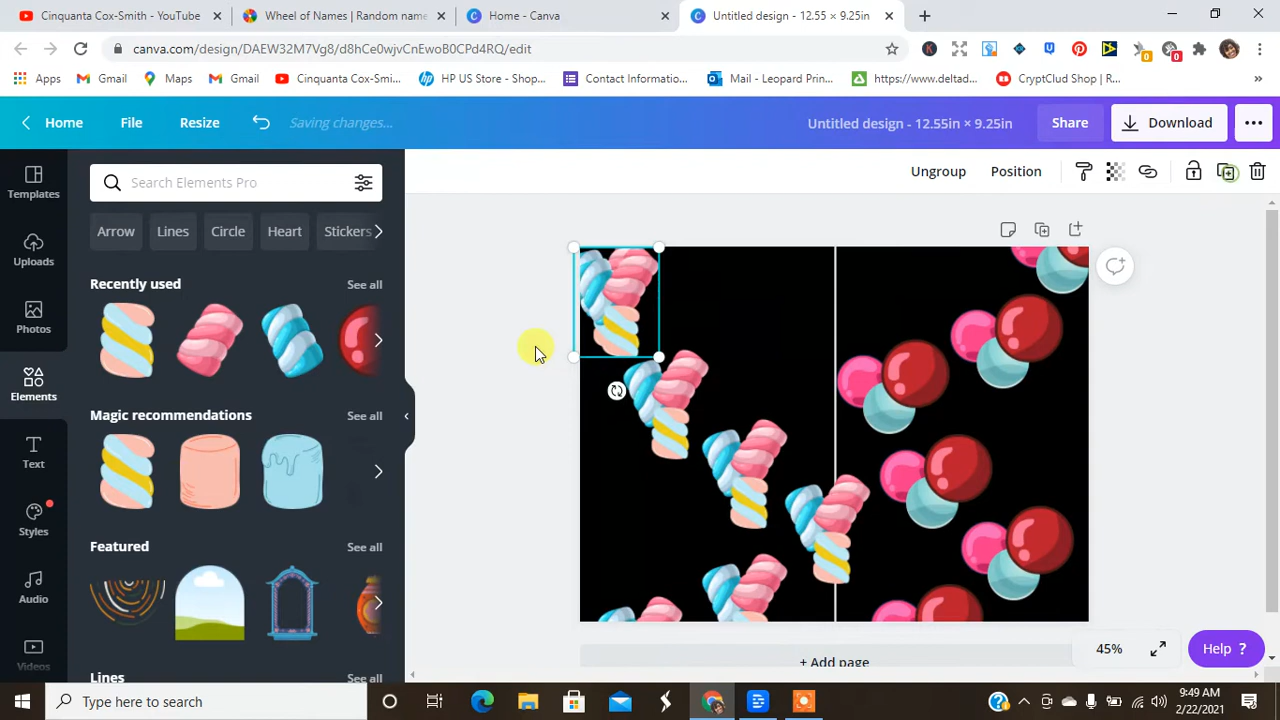 Cinquanta Cox-Smith - YouTube
Wheel of Names | Random name
Home - Canva
Untitled design - 12.55 × 9.25in
canva.com/design/DAEW32M7Vg8/d8hCe0wjvCnEwoB0CPd4RQ/edit
Apps
Gmail
Maps
Gmail
Cinquanta Cox-Smi...
HP US Store - Shop...
Contact Informatio...
Mail - Leopard Prin...
https://www.deltad...
CryptClud Shop | R...
»
Home
File
Resize
Saving changes...
Untitled design - 12.55in × 9.25in
Share
Download
Templates
Search Elements Pro
Ungroup
Position
Arrow
Lines
Circle
Heart
Stickers
Uploads
Recently used
See all
Photos
Elements
Magic recommendations
See all
Text
Styles
Featured
See all
Audio
Videos
Lines
See all
+ Add page
45%
Help ?
Type here to search
9:49 AM
2/22/2021